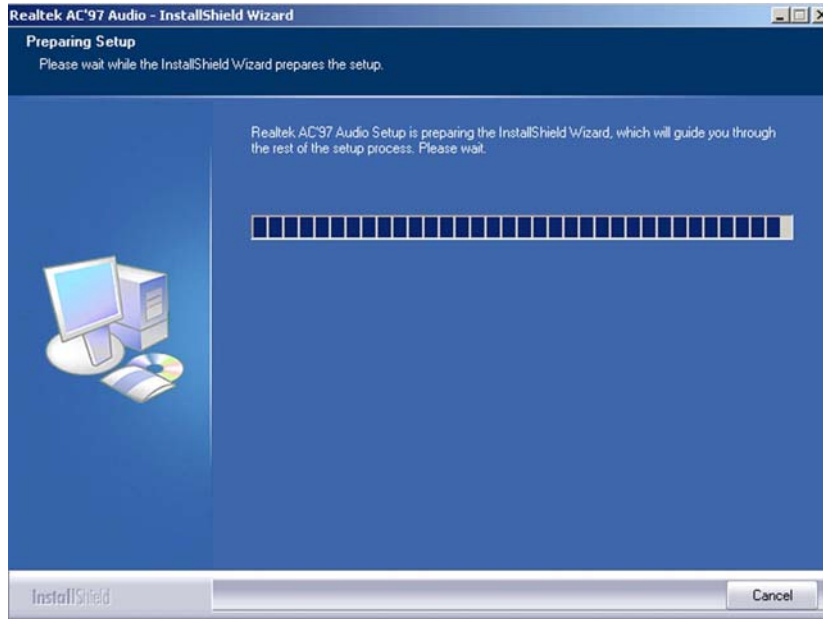 Realtek AC'97 Audio - InstallShield Wizard
Preparing Setup
Please wait while the InstallShield Wizard prepares the setup.
Realtek AC'97 Audio Setup is preparing the InstallShield Wizard, which will guide you through
the rest of the setup process. Please wait.
InstallShield
Cancel